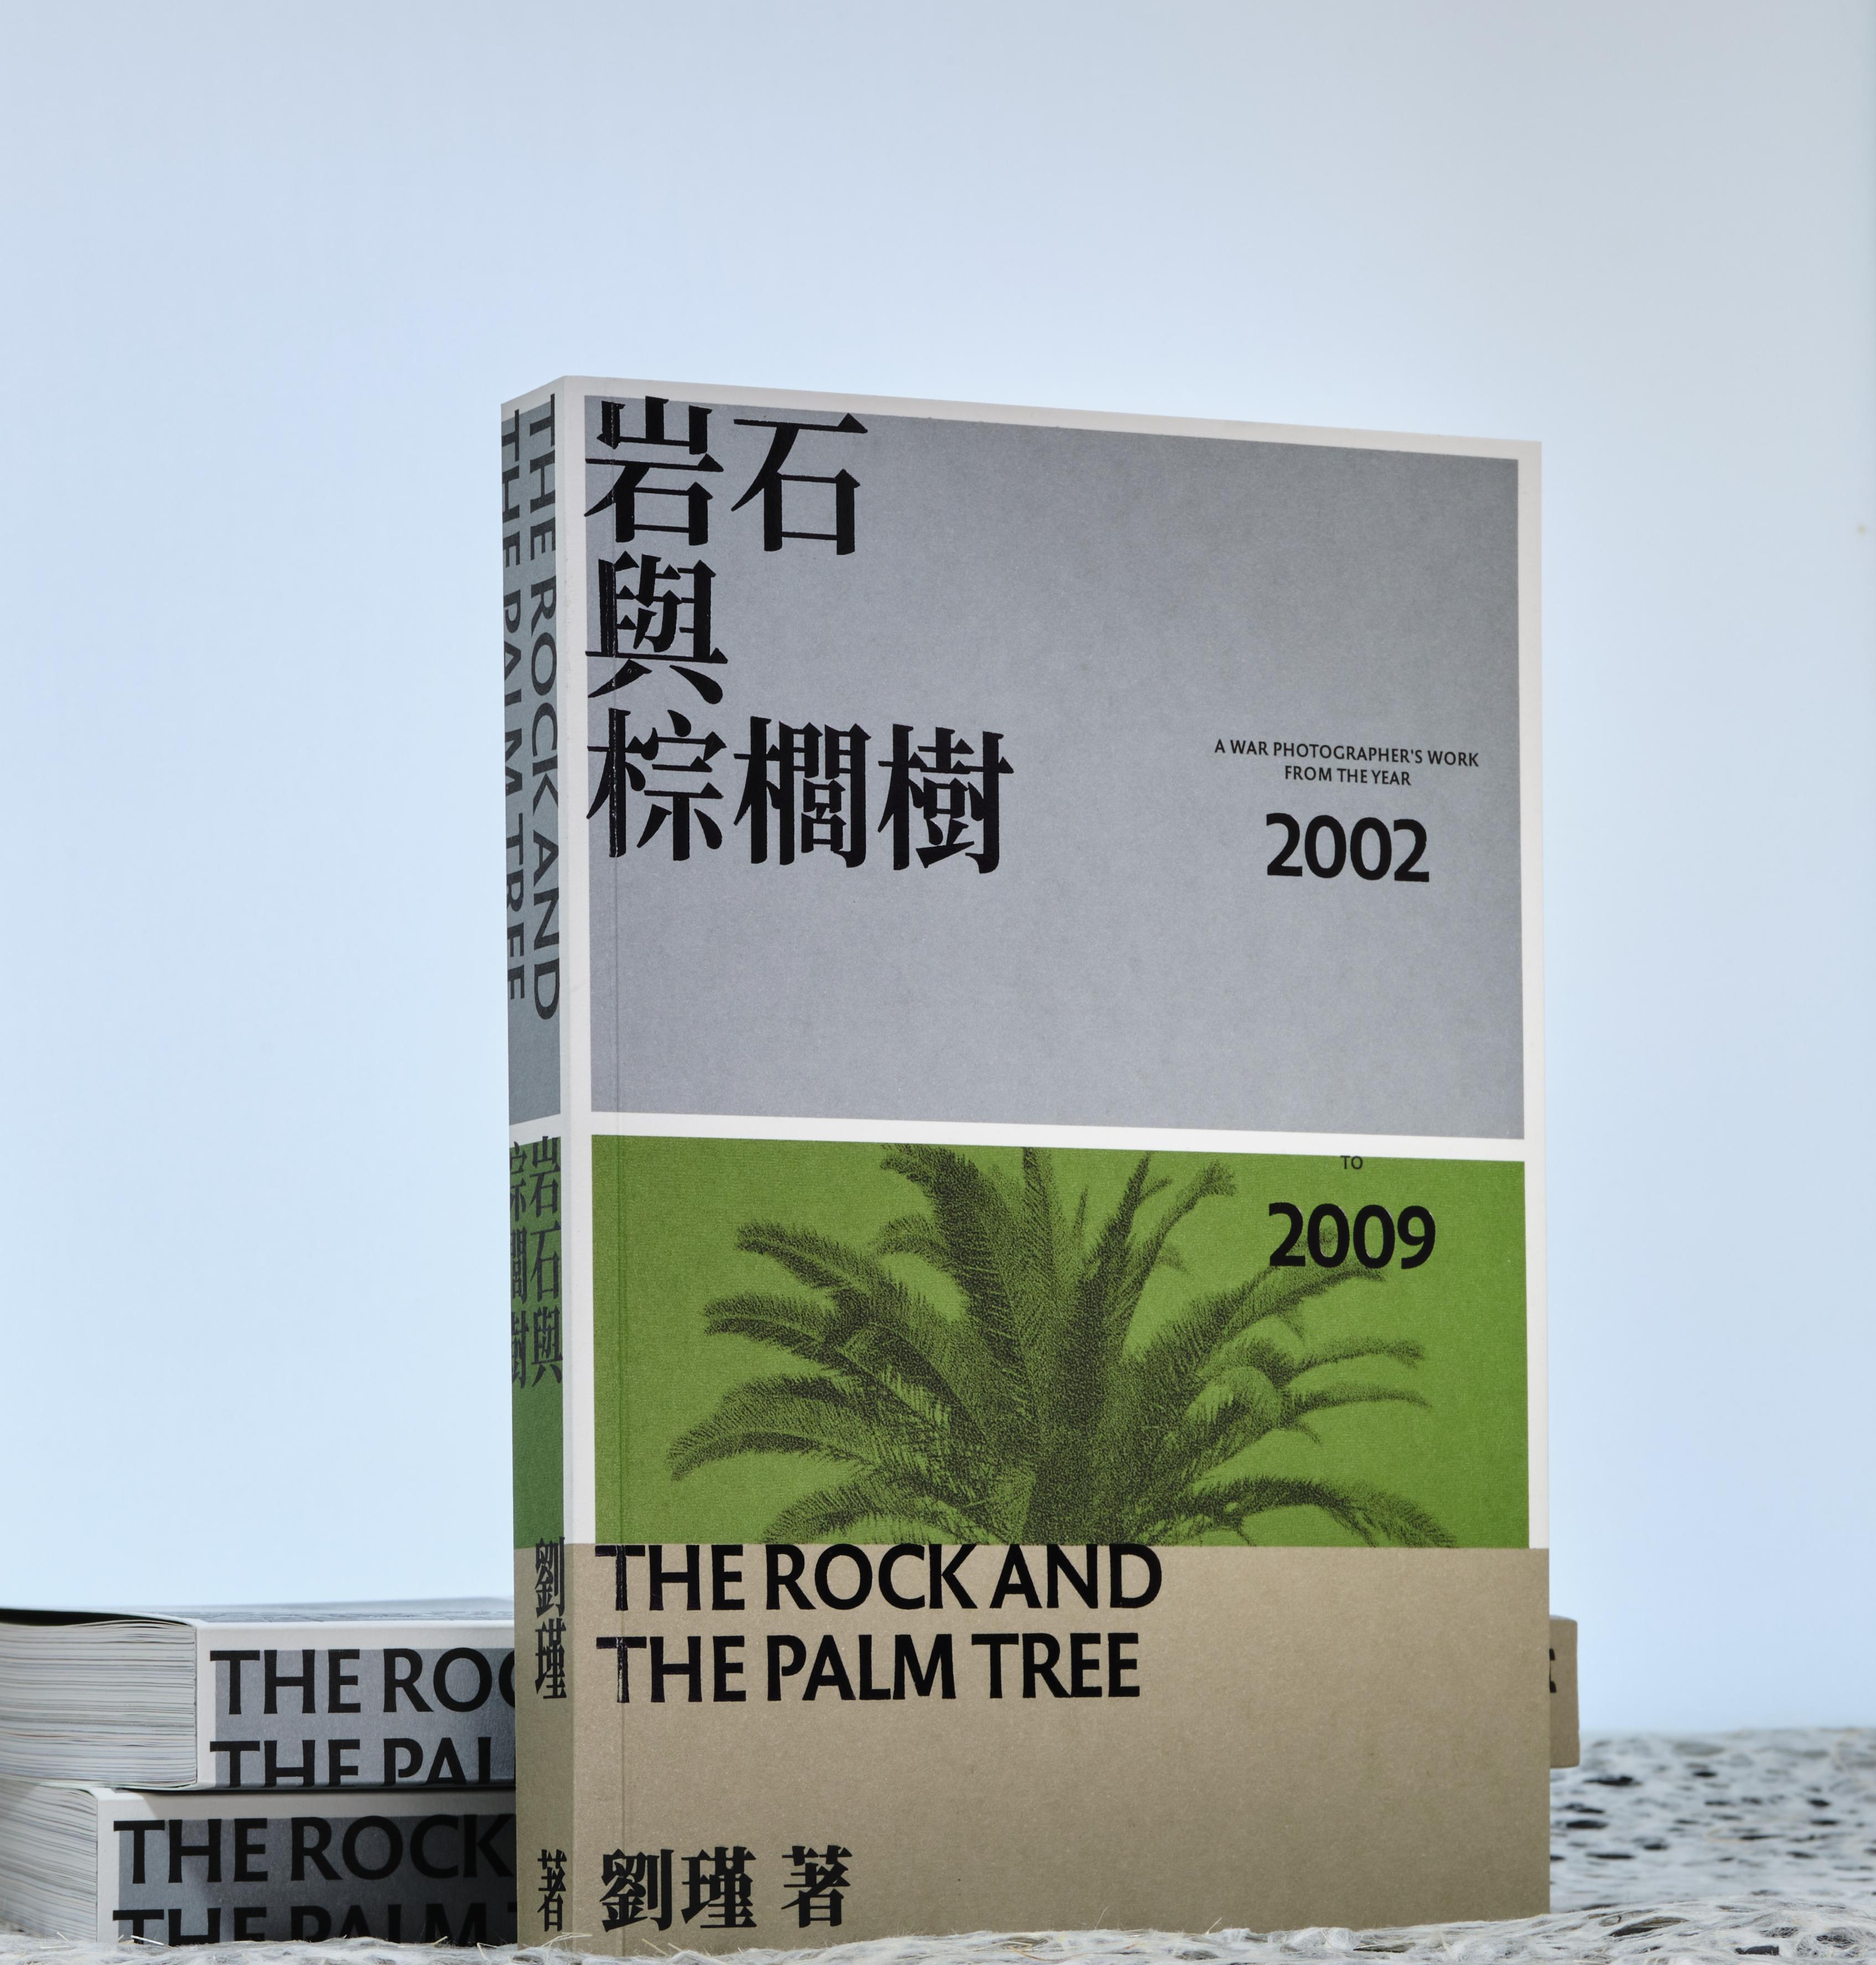 岩石
與
棕櫚樹
A WAR PHOTOGRAPHER'S WORK
FROM THE YEAR
2002
TO
2009
THE ROCK AND
THE PALM TREE
劉瑾 著
THE ROCK AND
THE PALM TREE
岩石與
棕櫚樹
劉瑾
著
THE ROC
THE PAL
THE ROCK
THE PALM T